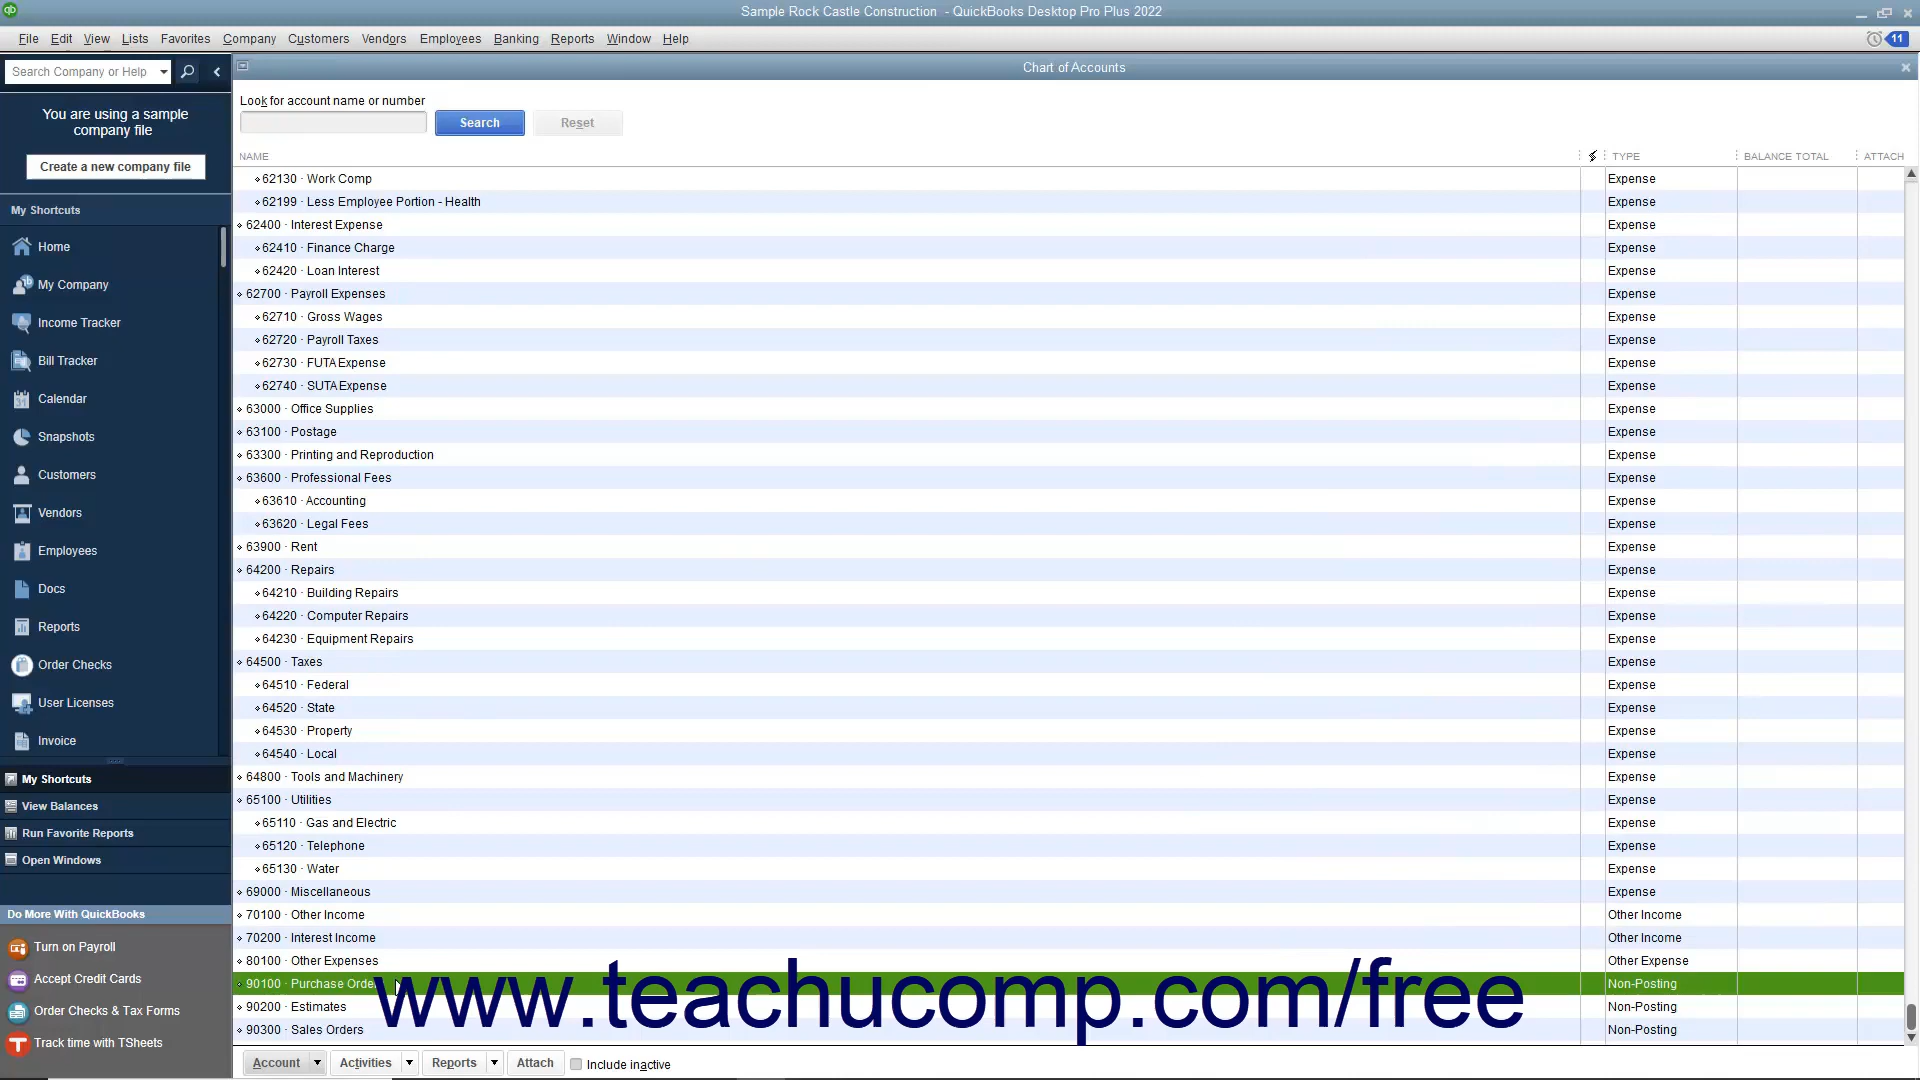 Sample Rock Castle Construction - QuickBooks Desktop Pro Plus 2022
File Edit View Lists Favorites Company Customers Vendors Employees Banking Reports Window Help
11
Search Company or Help
Chart of Accounts
You are using a sample
company file
Create a new company file
My Shortcuts
Home
My Company
Income Tracker
Bill Tracker
Calendar
Snapshots
Customers
Vendors
Employees
Docs
Reports
Order Checks
User Licenses
Invoice
My Shortcuts
View Balances
Run Favorite Reports
Open Windows
Do More With QuickBooks
Turn on Payroll
Accept Credit Cards
Order Checks & Tax Forms
Track time with TSheets
Look for account name or number
Search Reset
NAME TYPE BALANCE TOTAL ATTACH
62130 · Work Comp Expense
62199 · Less Employee Portion - Health Expense
62400 · Interest Expense Expense
62410 · Finance Charge Expense
62420 · Loan Interest Expense
62700 · Payroll Expenses Expense
62710 · Gross Wages Expense
62720 · Payroll Taxes Expense
62730 · FUTA Expense Expense
62740 · SUTA Expense Expense
63000 · Office Supplies Expense
63100 · Postage Expense
63300 · Printing and Reproduction Expense
63600 · Professional Fees Expense
63610 · Accounting Expense
63620 · Legal Fees Expense
63900 · Rent Expense
64200 · Repairs Expense
64210 · Building Repairs Expense
64220 · Computer Repairs Expense
64230 · Equipment Repairs Expense
64500 · Taxes Expense
64510 · Federal Expense
64520 · State Expense
64530 · Property Expense
64540 · Local Expense
64800 · Tools and Machinery Expense
65100 · Utilities Expense
65110 · Gas and Electric Expense
65120 · Telephone Expense
65130 · Water Expense
69000 · Miscellaneous Expense
70100 · Other Income Other Income
70200 · Interest Income Other Income
80100 · Other Expenses Other Expense
90100 · Purchase Non-Posting
90200 · Estimates Non-Posting
90300 · Sales Orders Non-Posting
www.teachucomp.com/free
Account Activities Reports Attach Include inactive